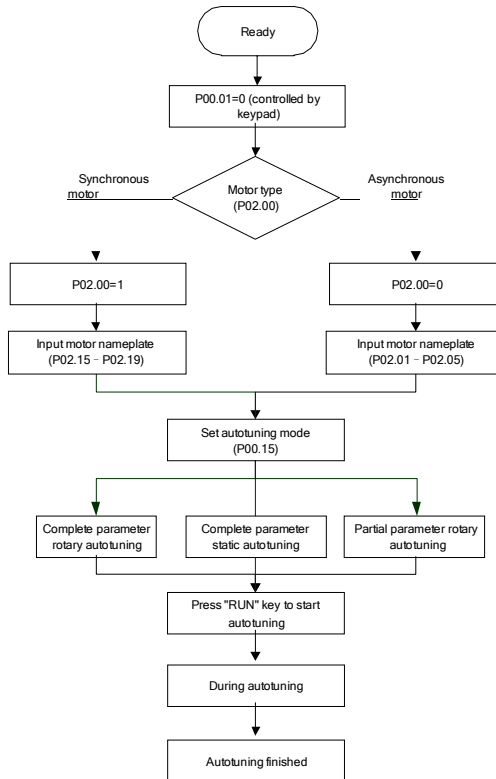 Ready
P00.01=0 (controlled by
keypad)
Synchronous
motor
Motor type
(P02.00)
Asynchronous
motor
P02.00=1
P02.00=0
Input motor nameplate
(P02.15 - P02.19)
Input motor nameplate
(P02.01 - P02.05)
Set autotuning mode
(P00.15)
Complete parameter
rotary autotuning
Complete parameter
static autotuning
Partial parameter rotary
autotuning
Press "RUN" key to start
autotuning
During autotuning
Autotuning finished